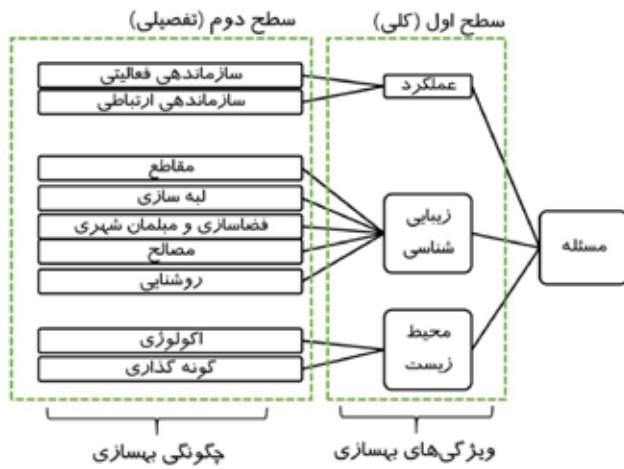 سطح اول (کلی)
سطح دوم (تفصیلی)
مسئله
عملکرد
زیبایی
شناسی
محیط
زیست
سازماندهی فعالیتی
سازماندهی ارتباطی
مقاطع
لبه سازی
فضاسازی و مبلمان شهری
مصالح
روشنایی
اکولوژی
گونه گذاری
ویژگی‌های بهسازی
چگونگی بهسازی